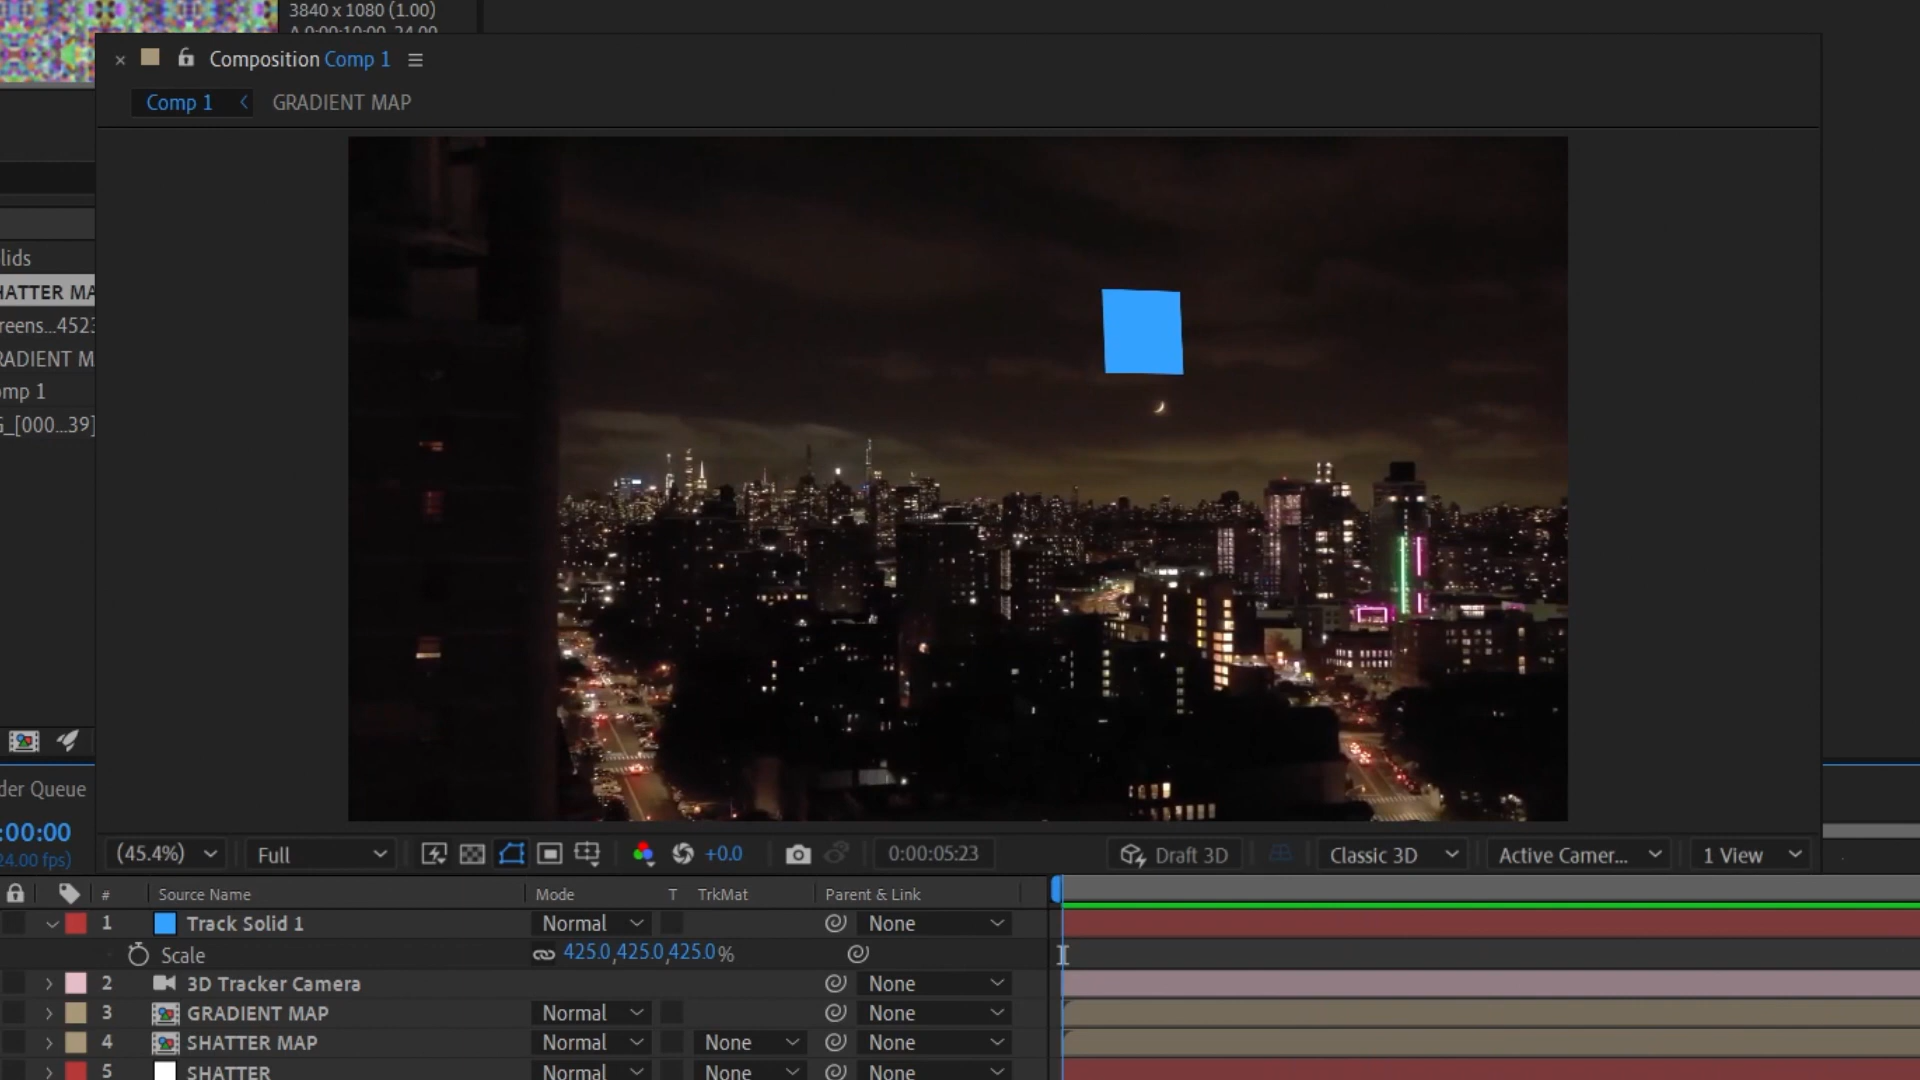 3840 x 1080 (1.00)
Composition Comp 1
Comp 1 GRADIENT MAP
lids
HATTER MA
reens...4523
RADIENT M
omp 1
G_[000...39]
der Queue
:00:00
24.00 fps)
(45.4%) Full +0.0 0:00:05:23 Draft 3D Classic 3D Active Camer... 1 View
# Source Name Mode T TrkMat Parent & Link
1 Track Solid 1 Normal None
Scale 425.0,425.0,425.0%
2 3D Tracker Camera None
3 GRADIENT MAP Normal None
4 SHATTER MAP Normal None None
5 SHATTER Normal None None